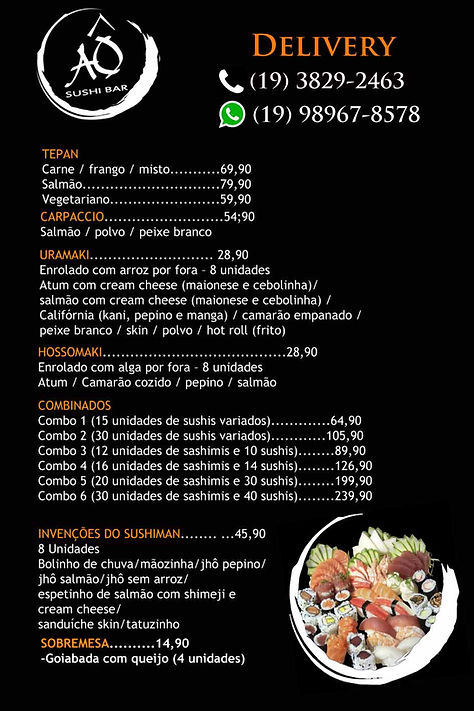 AÔ
SUSHI BAR
DELIVERY
(19) 3829-2463
(19) 98967-8578
TEPAN
Carne / frango / misto...........69,90
Salmão..............................79,90
Vegetariano........................59,90
CARPACCIO..........................54;90
Salmão / polvo / peixe branco
URAMAKI........................... 28,90
Enrolado com arroz por fora – 8 unidades
Atum com cream cheese (maionese e cebolinha)/
salmão com cream cheese (maionese e cebolinha) /
Califórnia (kani, pepino e manga) / camarão empanado /
peixe branco / skin / polvo / hot roll (frito)
HOSSOMAKI........................................28,90
Enrolado com alga por fora – 8 unidades
Atum / Camarão cozido / pepino / salmão
COMBINADOS
Combo 1 (15 unidades de sushis variados).............64,90
Combo 2 (30 unidades de sushis variados)............105,90
Combo 3 (12 unidades de sashimis e 10 sushis)........89,90
Combo 4 (16 unidades de sashimis e 14 sushis)........126,90
Combo 5 (20 unidades de sashimis e 30 sushis)........199,90
Combo 6 (30 unidades de sashimis e 40 sushis)........239,90
INVENÇÕES DO SUSHIMAN........ ...45,90
8 Unidades
Bolinho de chuva/mãozinha/jhô pepino/
jhô salmão/jhô sem arroz/
espetinho de salmão com shimeji e
cream cheese/
sanduíche skin/tatuzinho
SOBREMESA..........14,90
-Goiabada com queijo (4 unidades)